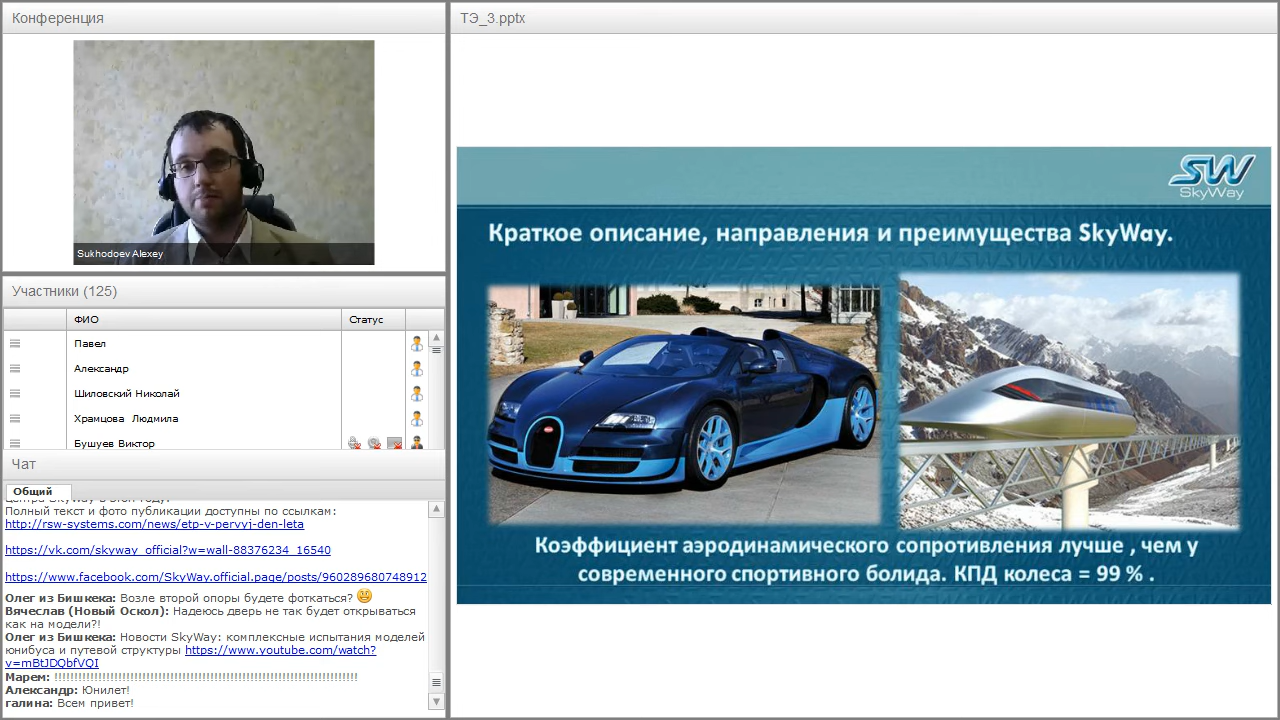 Конференция
Sukhodoev Alexey
Участники (125)
ФИО
Статус
Павел
Александр
Шиловский Николай
Храмцова Людмила
Бушуев Виктор
Чат
Общий
центра SkyWay в этом году!
Полный текст и фото публикации доступны по ссылкам:
http://rsw-systems.com/news/etp-v-pervyj-den-leta
https://vk.com/skyway_official?w=wall-88376234_16540
https://www.facebook.com/SkyWay.official.page/posts/960289680748912
Олег из Бишкека: Возле второй опоры будете фоткаться?
Вячеслав (Новый Оскол): Надеюсь дверь не так будет открываться
как на модели?!
Олег из Бишкека: Новости SkyWay: комплексные испытания моделей
юнибуса и путевой структуры https://www.youtube.com/watch?
v=mBtJDQbfVQI
Марем: !!!!!!!!!!!!!!!!!!!!!!!!!!!!!!!!!!!!!!!!!!!!!!!!!!!!!!!!!!!!!!!!!!!!!!!!!!!!
Александр: Юнилет!
галина: Всем привет!
ТЭ_3.pptx
SW
SkyWay
Краткое описание, направления и преимущества SkyWay.
Коэффициент аэродинамического сопротивления лучше , чем у
современного спортивного болида. КПД колеса = 99 % .